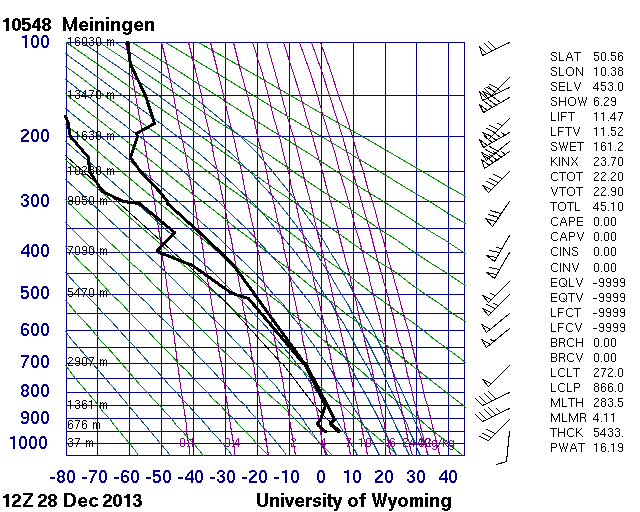 10548 Meiningen
100
16030 m
13470 m
200
11630 m
300
9050 m
400
7090 m
500
5470 m
600
700
2907 m
800
1361 m
900
676 m
1000
37 m
-80 -70 -60 -50 -40 -30 -20 -10 0 10 20 30 40
12Z 28 Dec 2013
University of Wyoming
SLAT 50.56
SLON 10.38
SELV 453.0
SHOW 6.29
LIFT 11.47
LFTV 11.52
SWET 161.2
KINX 23.70
CTOT 22.20
VTOT 22.90
TOTL 45.10
CAPE 0.00
CAPV 0.00
CINS 0.00
CINV 0.00
EQLV -9999
EQTV -9999
LFCT -9999
LFCV -9999
BRCH 0.00
BRCV 0.00
LCLT 272.0
LCLP 866.0
MLTH 283.5
MLMR 4.11
THCK 5433.
PWAT 16.19